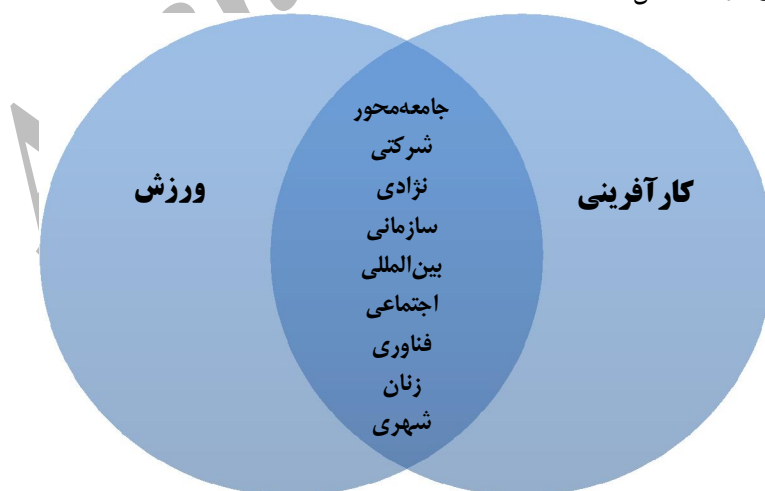 کارآفرینی
جامعه‌محور
شرکتی
نژادی
سازمانی
بین‌المللی
اجتماعی
فناوری
زنان
شهری
ورزش